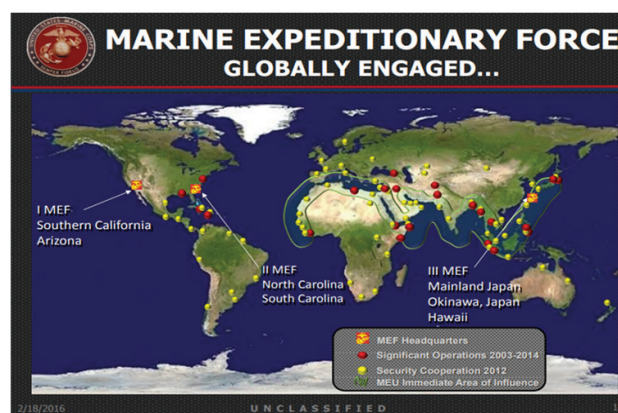 MARINE EXPEDITIONARY FORCE
GLOBALLY ENGAGED...
I MEF
Southern California
Arizona
II MEF
North Carolina
South Carolina
III MEF
Mainland Japan
Okinawa, Japan
Hawaii
MEF Headquarters
Significant Operations 2003-2014
Security Cooperation 2012
MEU Immediate Area of Influence
2/18/2016
UNCLASSIFIED
1